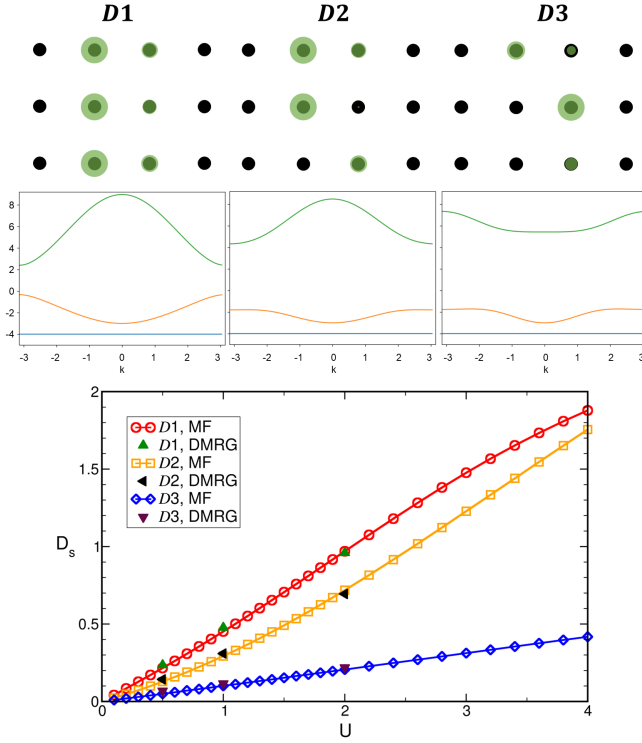 D1 D2 D3
8
6
4
2
0
-2
-4
-3 -2 -1 0 1 2 3
-3 -2 -1 0 1 2 3
-3 -2 -1 0 1 2 3
k k k
2
1.5
1
0.5
0
D1, MF
D1, DMRG
D2, MF
D2, DMRG
D3, MF
D3, DMRG
Ds
0 1 2 3 4
U